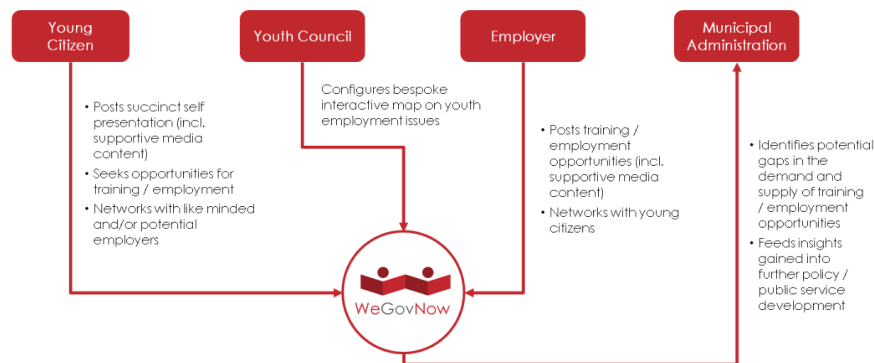 Young
Citizen
Youth Council
Employer
Municipal
Administration
• Posts succinct self
presentation (incl.
supportive media
content)
• Seeks opportunities for
training / employment
• Networks with like minded
and/or potential
employers
Configures bespoke
interactive map on youth
employment issues
• Posts training /
employment
opportunities (incl.
supportive media
content)
• Networks with young
citizens
• Identifies potential
gaps in the
demand and
supply of training
/ employment
opportunities
• Feeds insights
gained into
further policy /
public service
development
WeGovNow